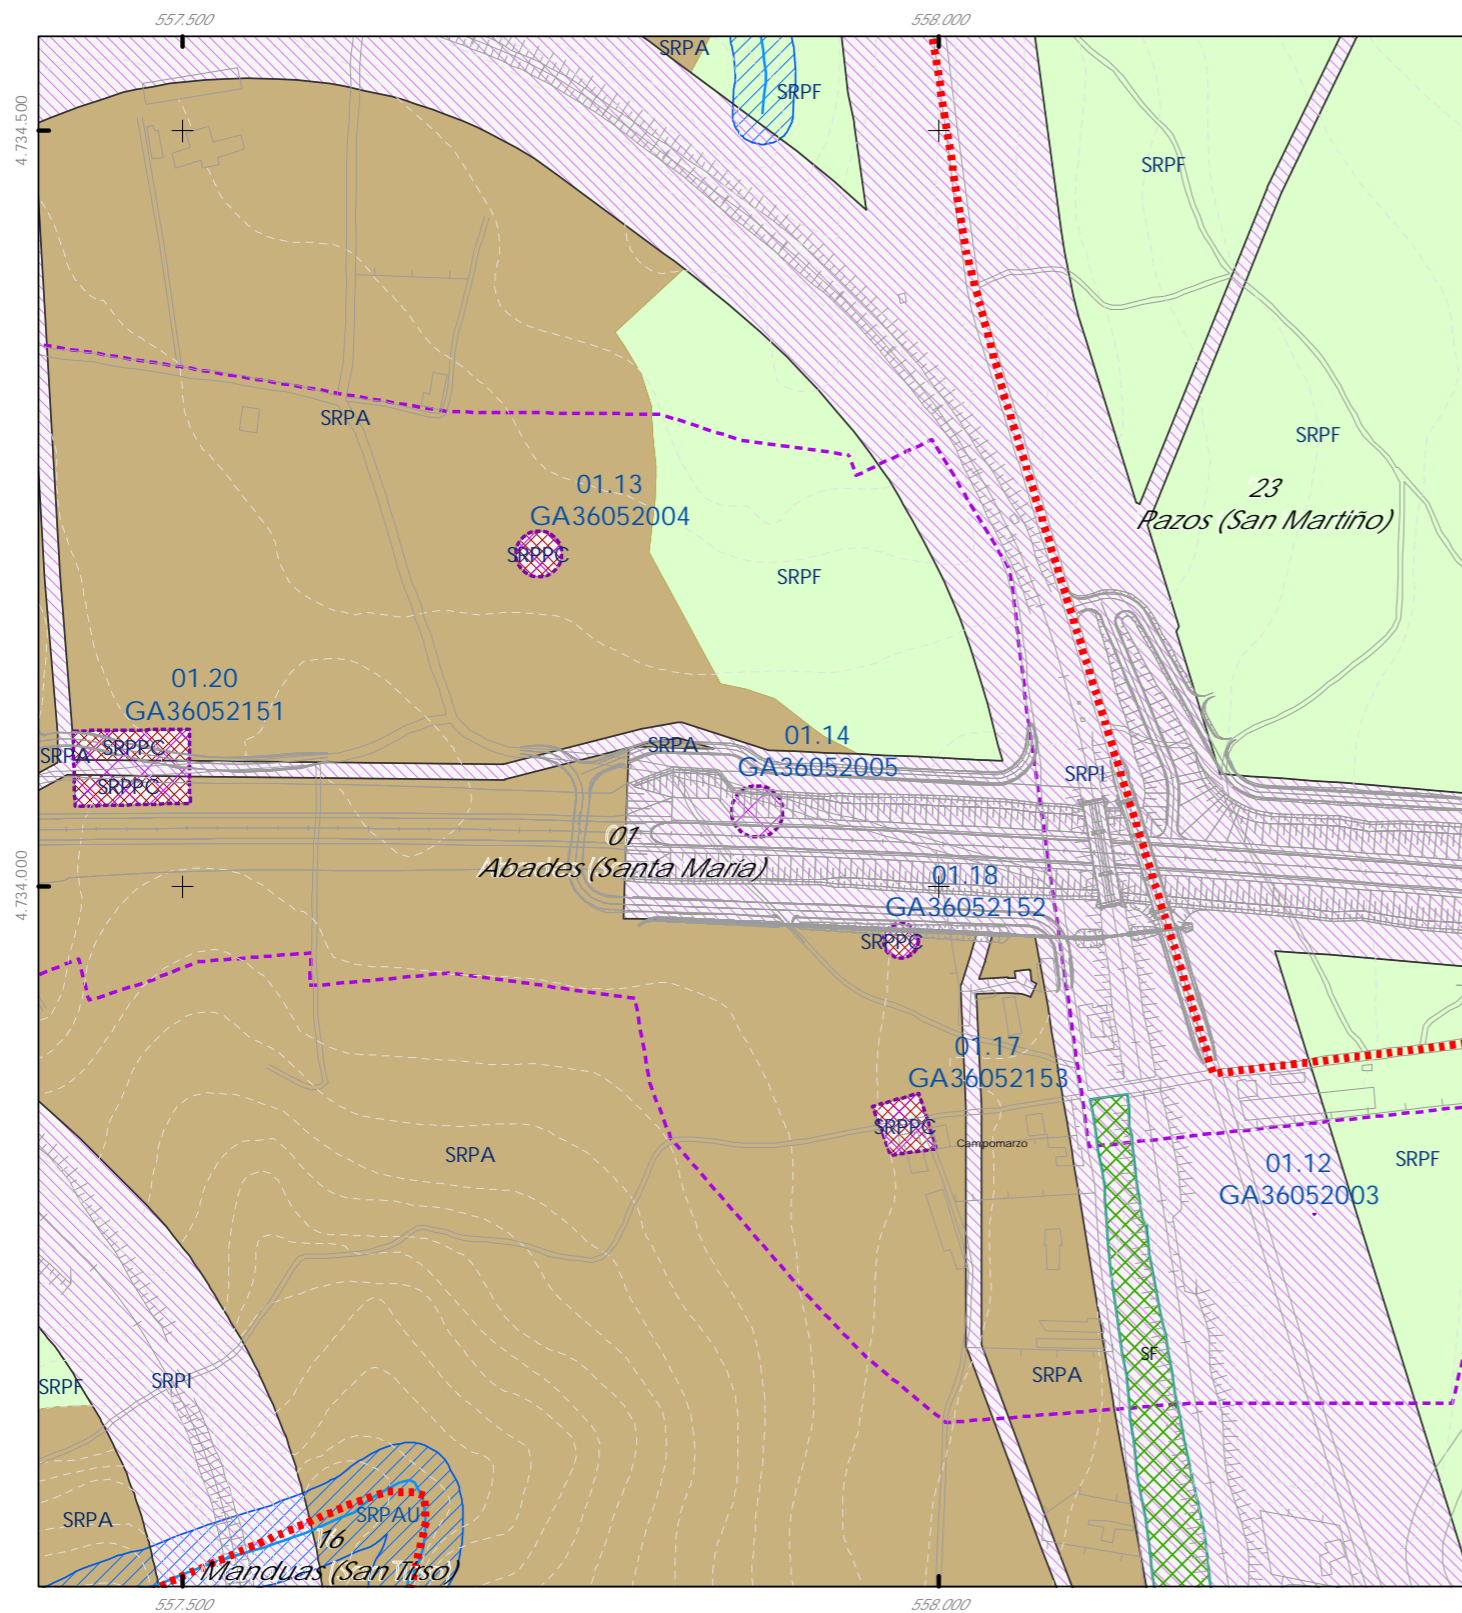 557.500
558.000
4.734.500
4.734.000
SRPA
SRPF
SRPF
SRPA
SRPF
01.13
GA36052004
23
Pazos (San Martiño)
SRPPC
SRPF
01.20
GA36052151
01.14
GA36052005
SRPA
SRPPC
SRPPC
SRPA
SRPI
01
Abades (Santa María)
01.18
GA36052152
SRPPC
01.17
GA36052153
SRPPC
Campomarzo
SRPA
01.12
GA36052003
SRPF
SF
SRPF
SRPI
SRPA
SRPA
SRPAU
16
Manduas (San Tirso)
557.500
558.000